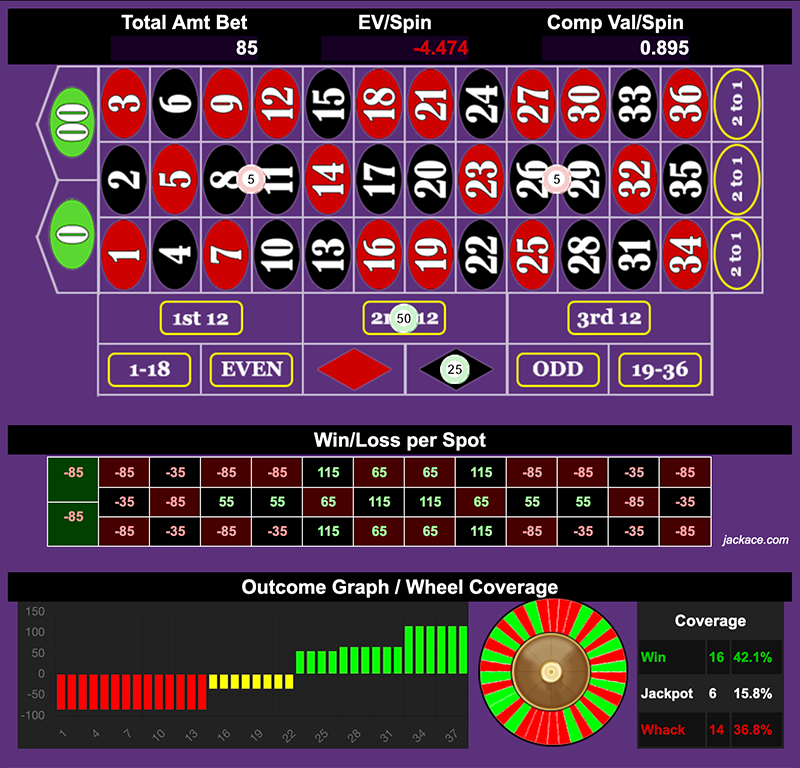 Total Amt Bet EV/Spin Comp Val/Spin
85 -4.474 0.895
00 3 6 9 12 15 18 21 24 27 30 33 36 2 to 1
2 5 8 5 11 14 17 20 23 26 5 29 32 35 2 to 1
0 1 4 7 10 13 16 19 22 25 28 31 34 2 to 1
1st 12 2nd 12 50 3rd 12
1-18 EVEN 25 ODD 19-36
Win/Loss per Spot
-85 -85 -35 -85 -85 115 65 65 115 -85 -85 -35 -85
-35 -85 55 55 65 115 115 65 55 55 -85 -35
-85 -85 -35 -85 -35 115 65 65 115 -85 -35 -35 -85
jackace.com
Outcome Graph / Wheel Coverage
150
100
50
0
-50
-100
1 4 7 10 13 16 19 22 25 28 31 34 37
Coverage
Win 16 42.1%
Jackpot 6 15.8%
Whack 14 36.8%